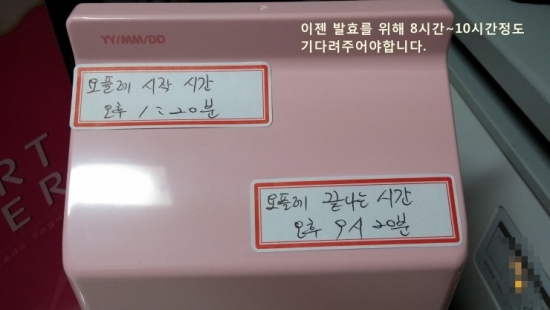 이젠 발효를 위해 8시간~10시간정도
기다려주어야합니다.
YY/MM/DD
요플레 시작 시간
오후 1:20분
요플레 끝나는 시간
오후 9시 20분
RT
ER